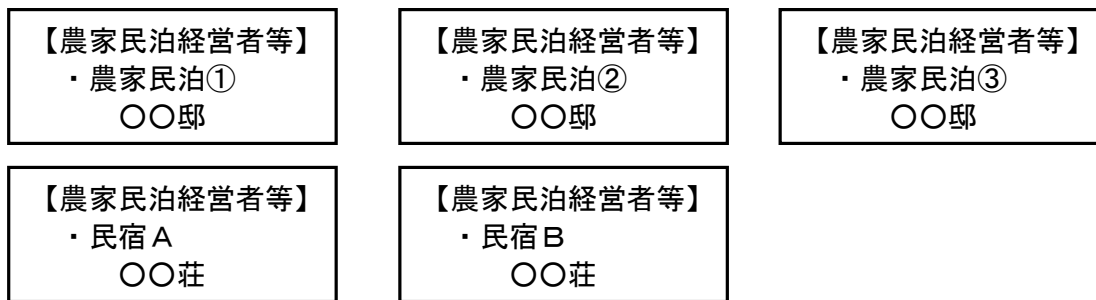 【農家民泊経営者等】
・農家民泊①
〇〇邸
【農家民泊経営者等】
・農家民泊②
〇〇邸
【農家民泊経営者等】
・農家民泊③
〇〇邸
【農家民泊経営者等】
・民宿Ａ
〇〇荘
【農家民泊経営者等】
・民宿Ｂ
〇〇荘